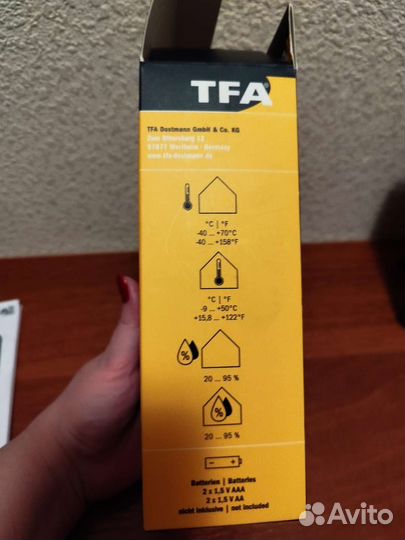 TFA®
TFA Dostmann GmbH & Co. KG
Zum Ottersberg 12
97877 Wertheim - Germany
www.tfa-dostmann.de
°C | °F
-40 ... +70°C
-40 ... +158°F
°C | °F
-9 ... +50°C
+15,8 ... +122°F
%
20 ... 95 %
%
20 ... 95 %
- +
Batterien | Batteries
2 x 1,5 V AAA
2 x 1,5 V AA
nicht inklusive | not included
Avito